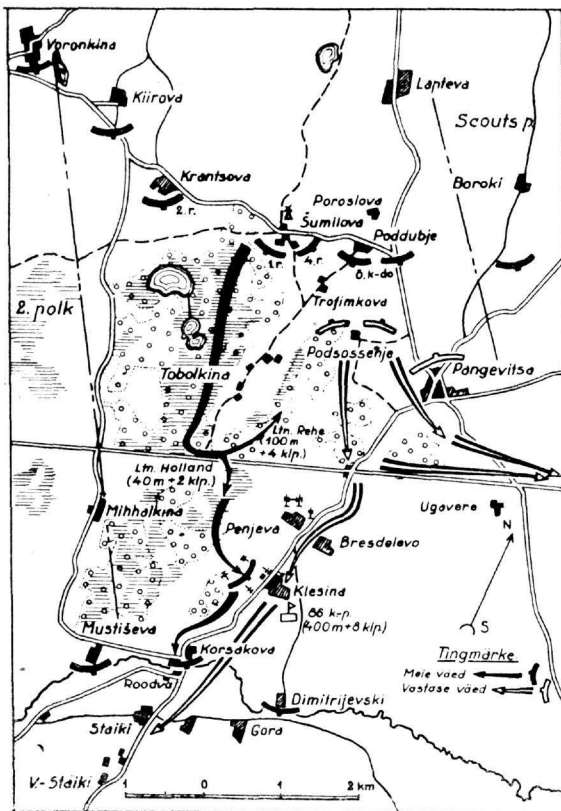 Voronkina
Kiirova
Lapteva
Scouts p.
Boroki
Krantsova
2. r.
Poroslova
Šumilova
Poddubje
1. r.
4. r.
Õ. k-do
Trofimkova
2. polk
Podsossenje
Pangevitsa
Tobolkina
Ltn. Rehe
(100 m
+4 klp.)
Ltn. Holland
(40 m + 2 klp.)
Mihhalkina
Penjeva
Ugavere
Bresdelevo
N
S
Klesina
86 k-p.
(400 m + 8 klp.)
Mustiševa
Korsakova
Tingmärke
Meie väed
Vastase väed
Roodva
Dimitrijevski
Staiki
Gora
V.-Staiki
1 0 1 2 km